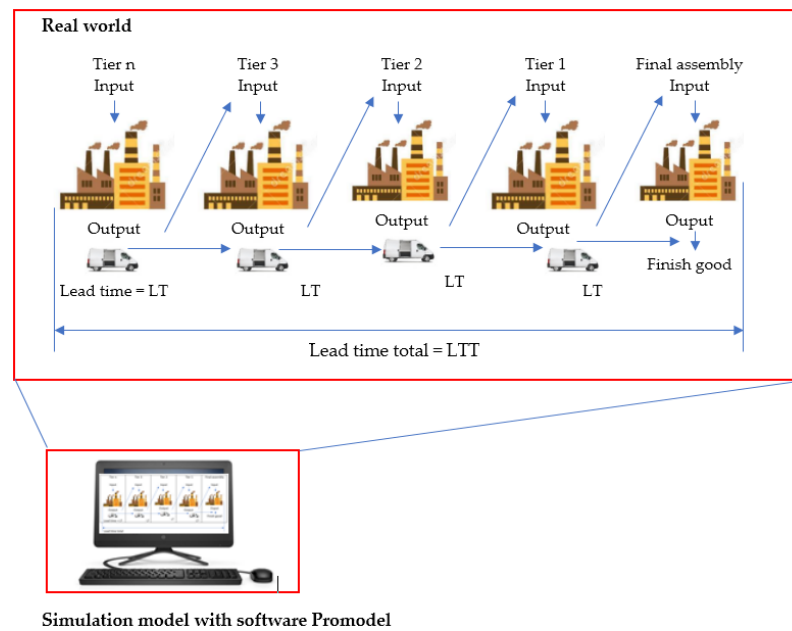 Real world
Tier n Tier 3 Tier 2 Tier 1 Final assembly
Input Input Input Input Input
Output Output Output Output Ouput
Finish good
Lead time = LT LT LT LT
Lead time total = LTT
Simulation model with software Promodel